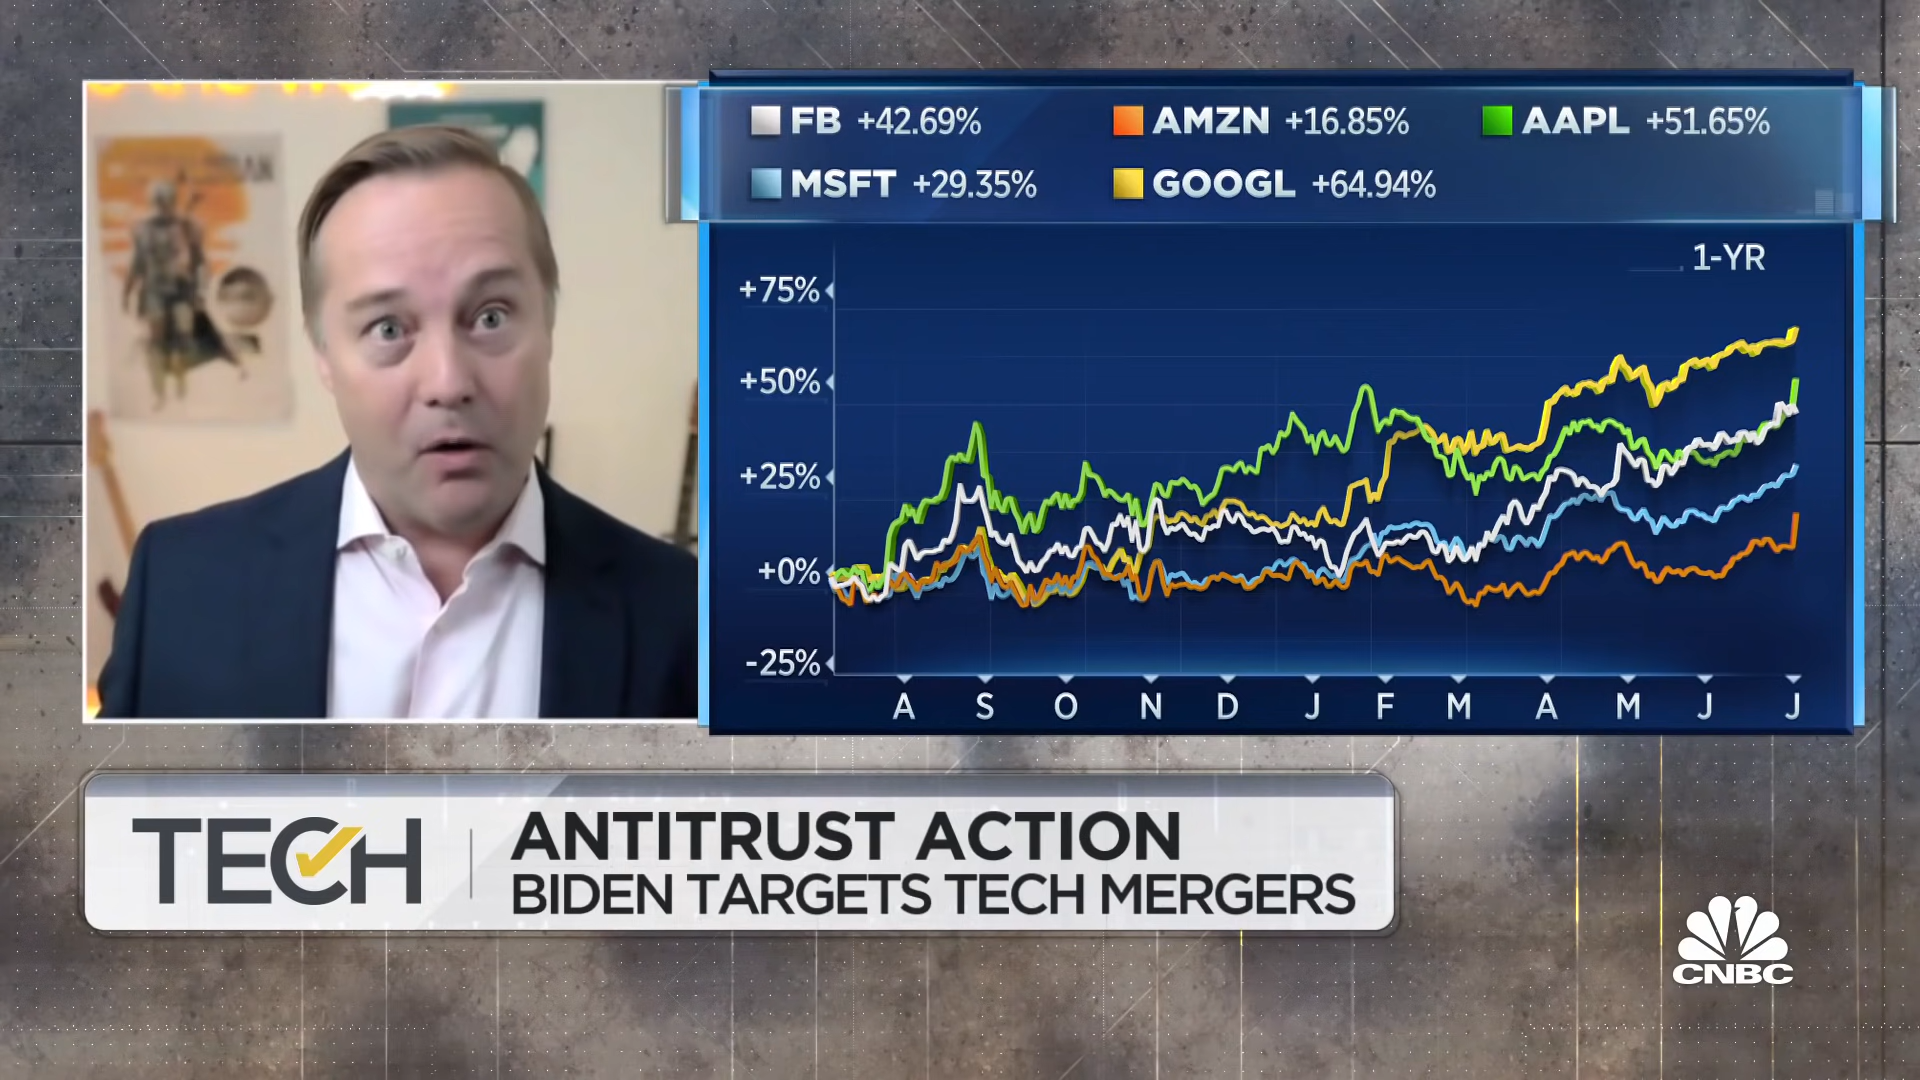 FB +42.69% AMZN +16.85% AAPL +51.65%
MSFT +29.35% GOOGL +64.94%
1-YR
+75%
+50%
+25%
+0%
-25%
A S O N D J F M A M J J
TECH
ANTITRUST ACTION
BIDEN TARGETS TECH MERGERS
CNBC